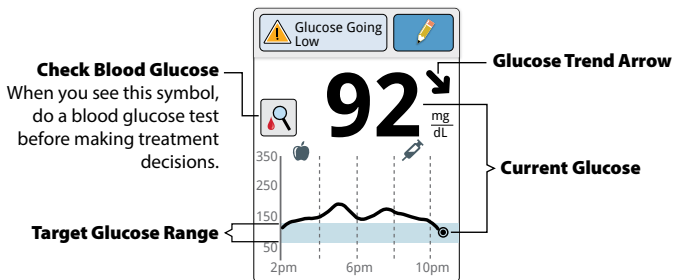 Glucose Going
Low
Glucose Trend Arrow
Check Blood Glucose
When you see this symbol,
do a blood glucose test
before making treatment
decisions.
92
mg
dL
Current Glucose
350
250
150
50
Target Glucose Range
2pm
6pm
10pm